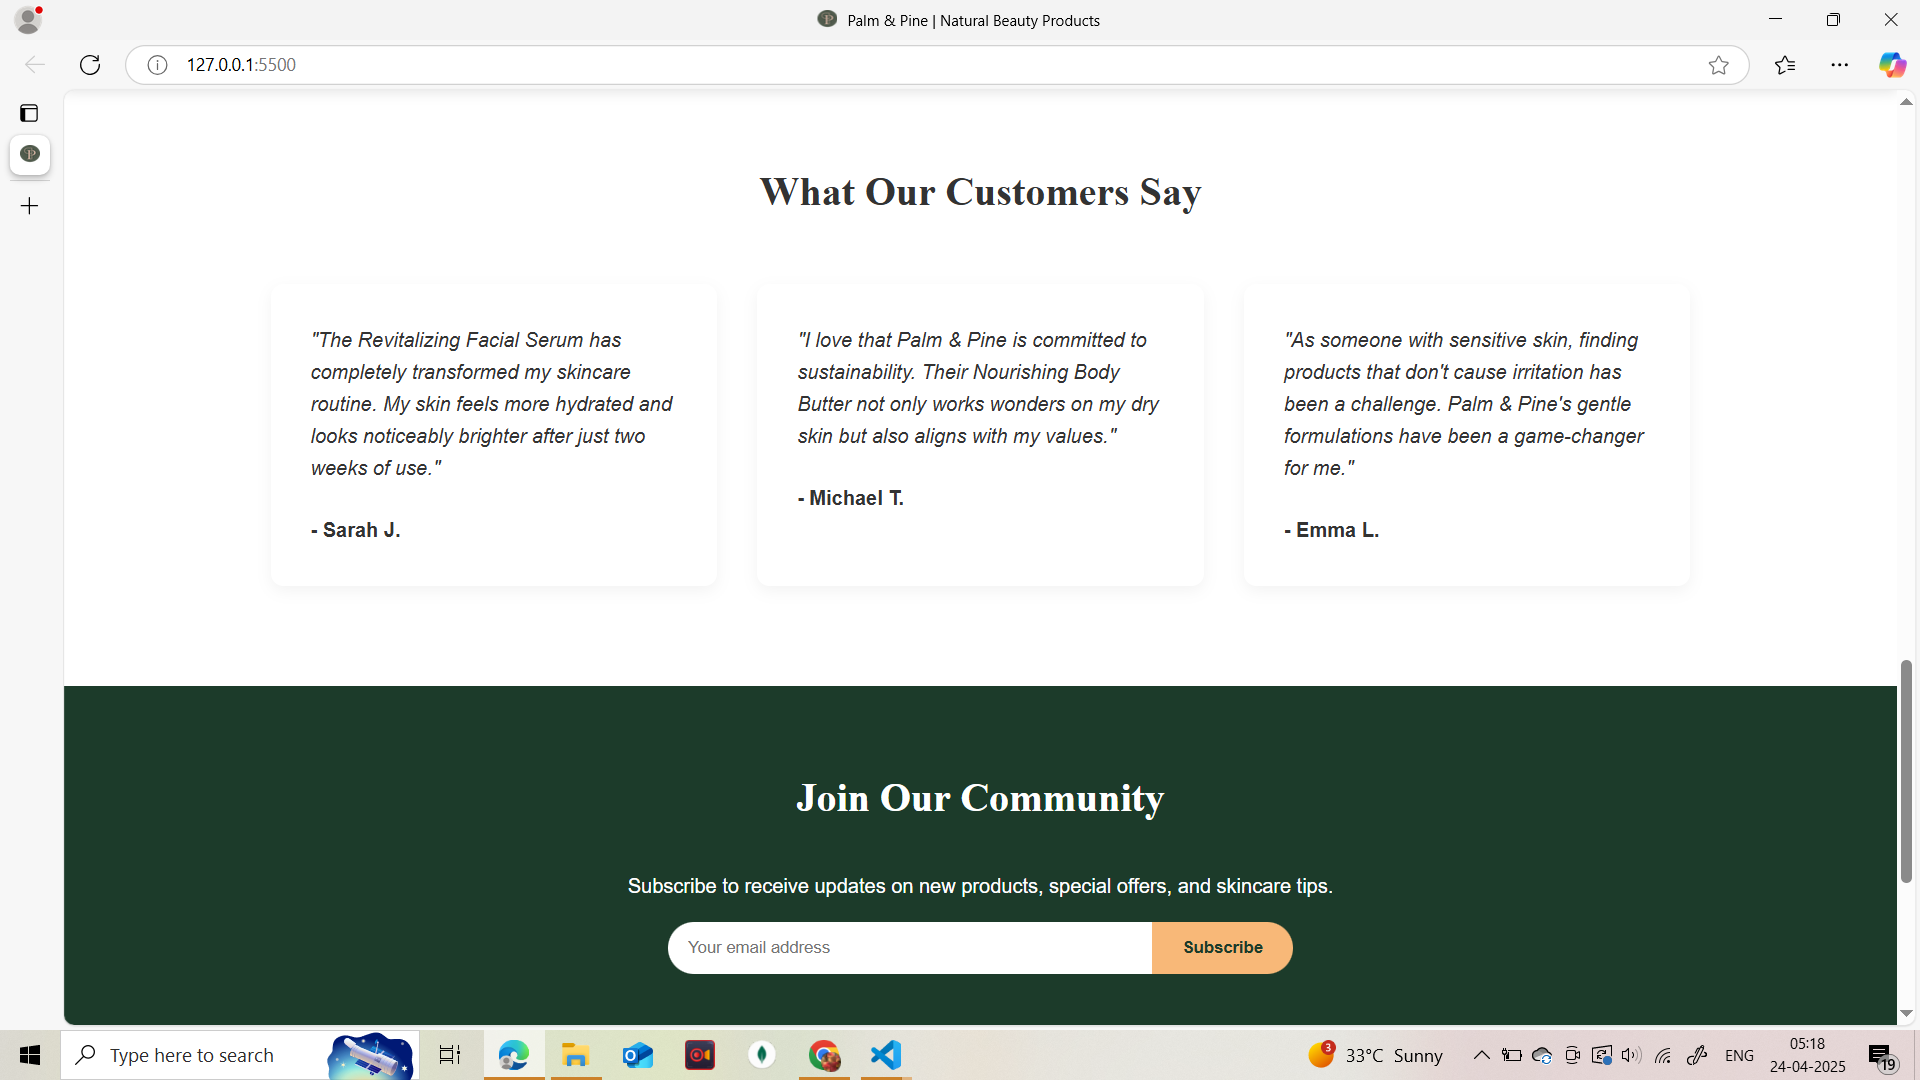 Palm & Pine | Natural Beauty Products
127.0.0.1:5500
What Our Customers Say
"The Revitalizing Facial Serum has
completely transformed my skincare
routine. My skin feels more hydrated and
looks noticeably brighter after just two
weeks of use."
- Sarah J.
"I love that Palm & Pine is committed to
sustainability. Their Nourishing Body
Butter not only works wonders on my dry
skin but also aligns with my values."
- Michael T.
"As someone with sensitive skin, finding
products that don't cause irritation has
been a challenge. Palm & Pine's gentle
formulations have been a game-changer
for me."
- Emma L.
Join Our Community
Subscribe to receive updates on new products, special offers, and skincare tips.
Your email address
Subscribe
Type here to search
3
33°C Sunny
ENG
05:18
24-04-2025
19